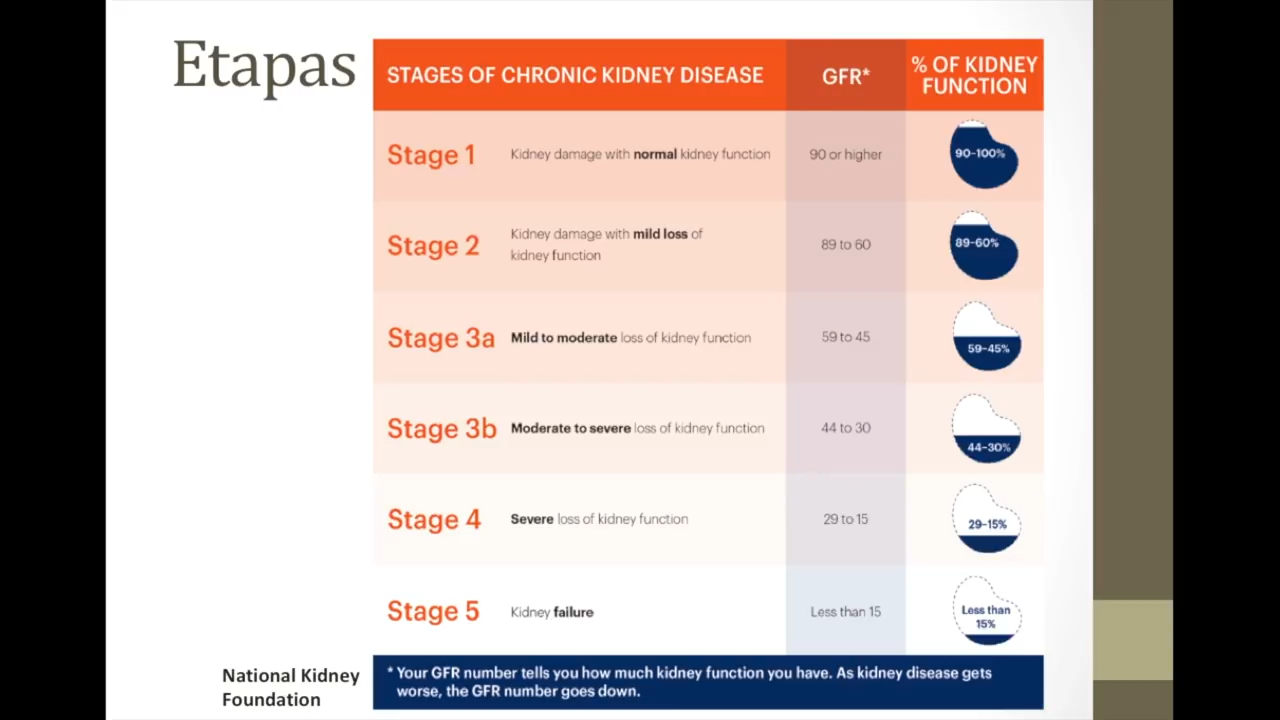 Etapas
STAGES OF CHRONIC KIDNEY DISEASE
GFR*
% OF KIDNEY
FUNCTION
Stage 1
Kidney damage with normal kidney function
90 or higher
90–100%
Stage 2
Kidney damage with mild loss of
kidney function
89 to 60
89–60%
Stage 3a
Mild to moderate loss of kidney function
59 to 45
59–45%
Stage 3b
Moderate to severe loss of kidney function
44 to 30
44–30%
Stage 4
Severe loss of kidney function
29 to 15
29–15%
Stage 5
Kidney failure
Less than 15
Less than
15%
National Kidney
Foundation
* Your GFR number tells you how much kidney function you have. As kidney disease gets
worse, the GFR number goes down.